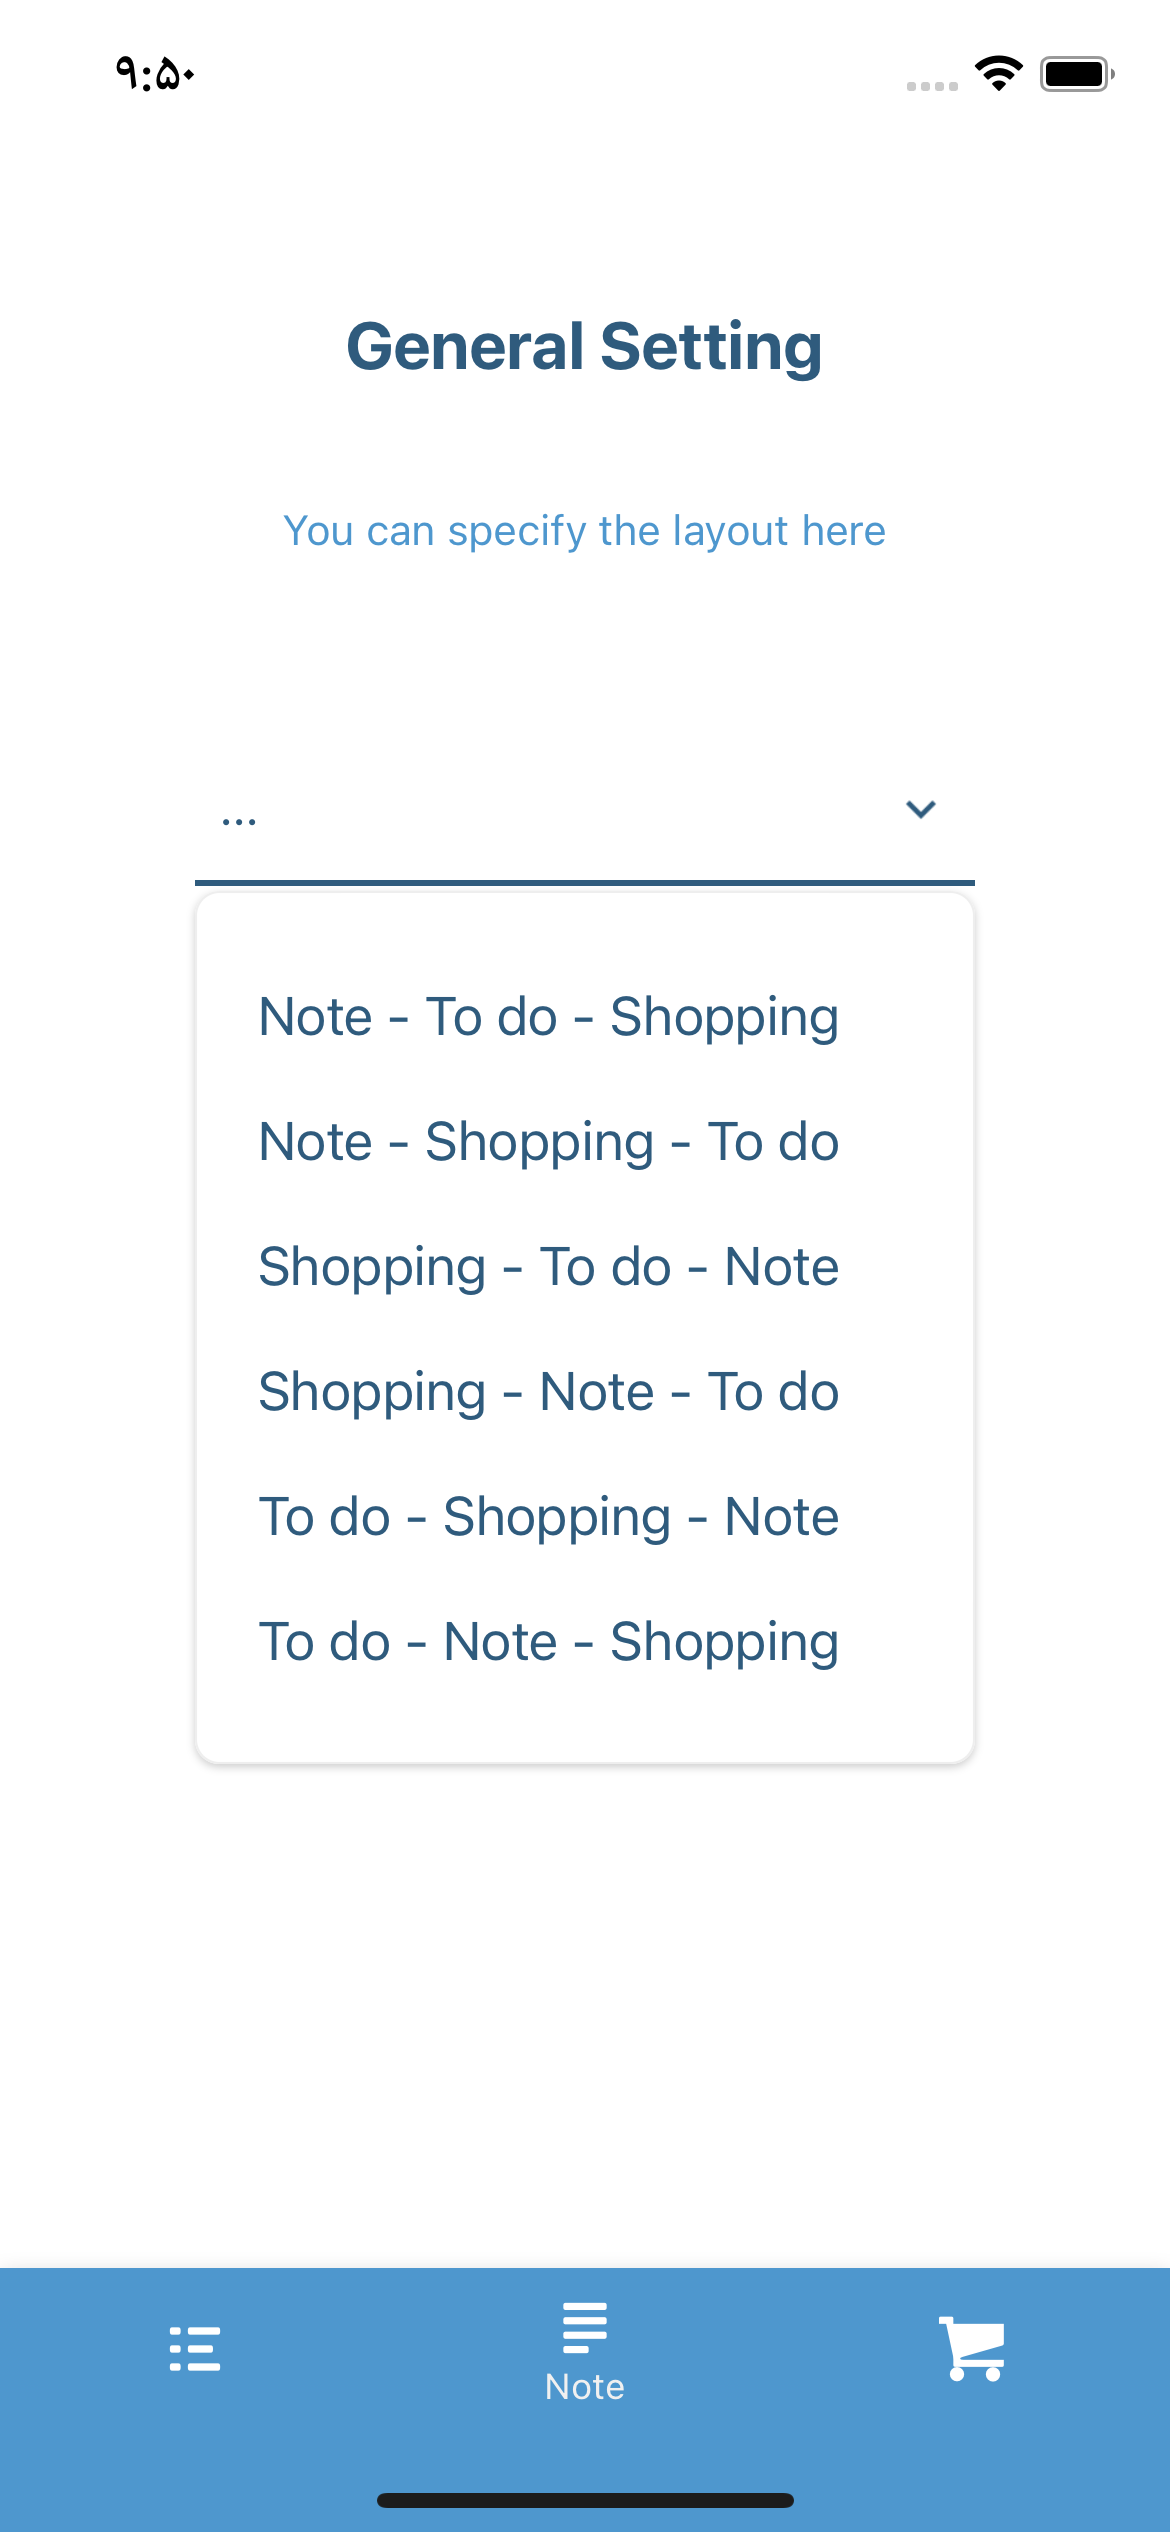 ۹:۵۰
General Setting
You can specify the layout here
...
Note - To do - Shopping
Note - Shopping - To do
Shopping - To do - Note
Shopping - Note - To do
To do - Shopping - Note
To do - Note - Shopping
Note